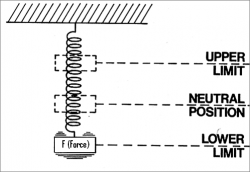 UPPER
LIMIT
NEUTRAL
POSITION
F (Force)
LOWER
LIMIT